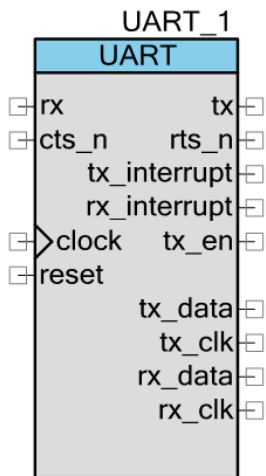 UART_1
UART
rx tx
cts_n rts_n
tx_interrupt
rx_interrupt
clock tx_en
reset
tx_data
tx_clk
rx_data
rx_clk